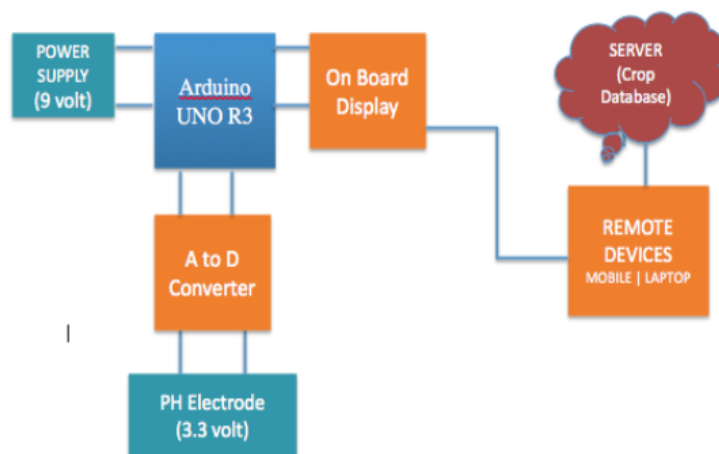 POWER
SUPPLY
(9 volt)
Arduino
UNO R3
On Board
Display
SERVER
(Crop
Database)
A to D
Converter
REMOTE
DEVICES
MOBILE | LAPTOP
PH Electrode
(3.3 volt)